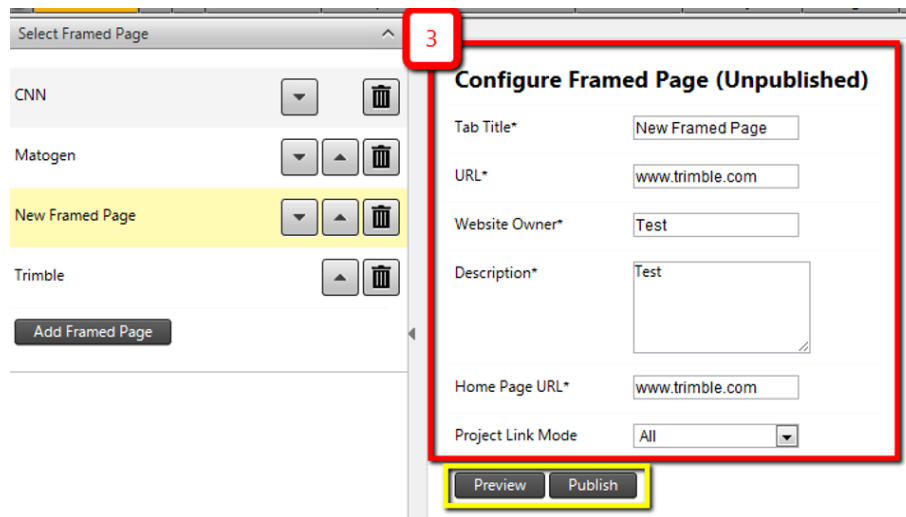 Select Framed Page
CNN
Matogen
New Framed Page
Trimble
Add Framed Page
3
Configure Framed Page (Unpublished)
Tab Title* New Framed Page
URL* www.trimble.com
Website Owner* Test
Description* Test
Home Page URL* www.trimble.com
Project Link Mode All
Preview Publish